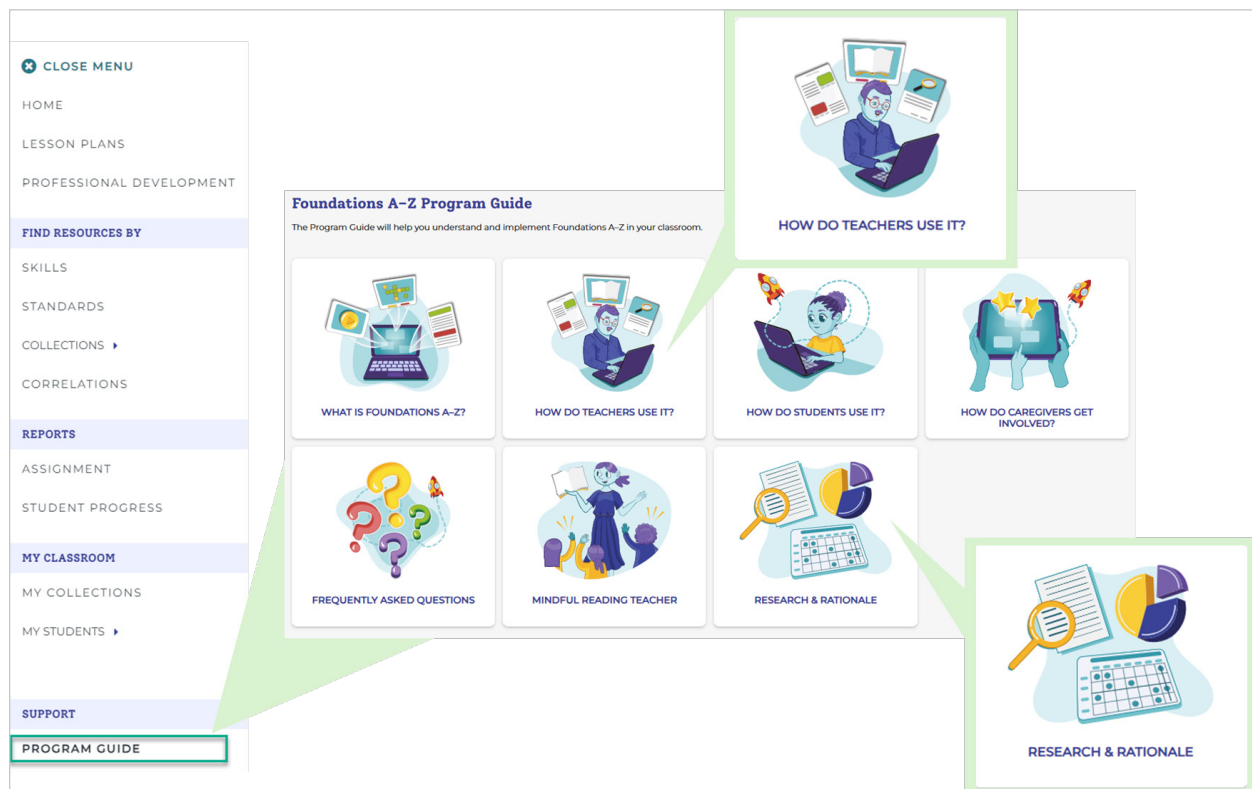 CLOSE MENU
HOME
LESSON PLANS
PROFESSIONAL DEVELOPMENT
FIND RESOURCES BY
SKILLS
STANDARDS
COLLECTIONS
CORRELATIONS
REPORTS
ASSIGNMENT
STUDENT PROGRESS
MY CLASSROOM
MY COLLECTIONS
MY STUDENTS
SUPPORT
PROGRAM GUIDE
Foundations A–Z Program Guide
The Program Guide will help you understand and implement Foundations A–Z in your classroom.
HOW DO TEACHERS USE IT?
WHAT IS FOUNDATIONS A–Z?
HOW DO TEACHERS USE IT?
HOW DO STUDENTS USE IT?
HOW DO CAREGIVERS GET
INVOLVED?
FREQUENTLY ASKED QUESTIONS
MINDFUL READING TEACHER
RESEARCH & RATIONALE
RESEARCH & RATIONALE